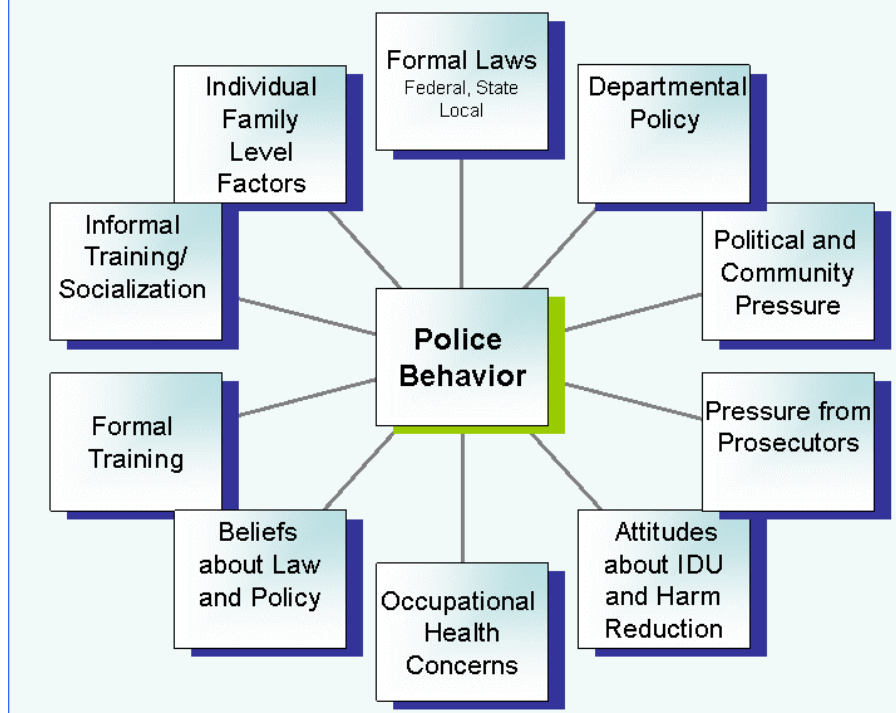 Formal Laws
Federal, State
Local
Departmental
Policy
Political and
Community
Pressure
Pressure from
Prosecutors
Attitudes
about IDU
and Harm
Reduction
Occupational
Health
Concerns
Beliefs
about Law
and Policy
Formal
Training
Informal
Training/
Socialization
Individual
Family
Level
Factors
Police
Behavior